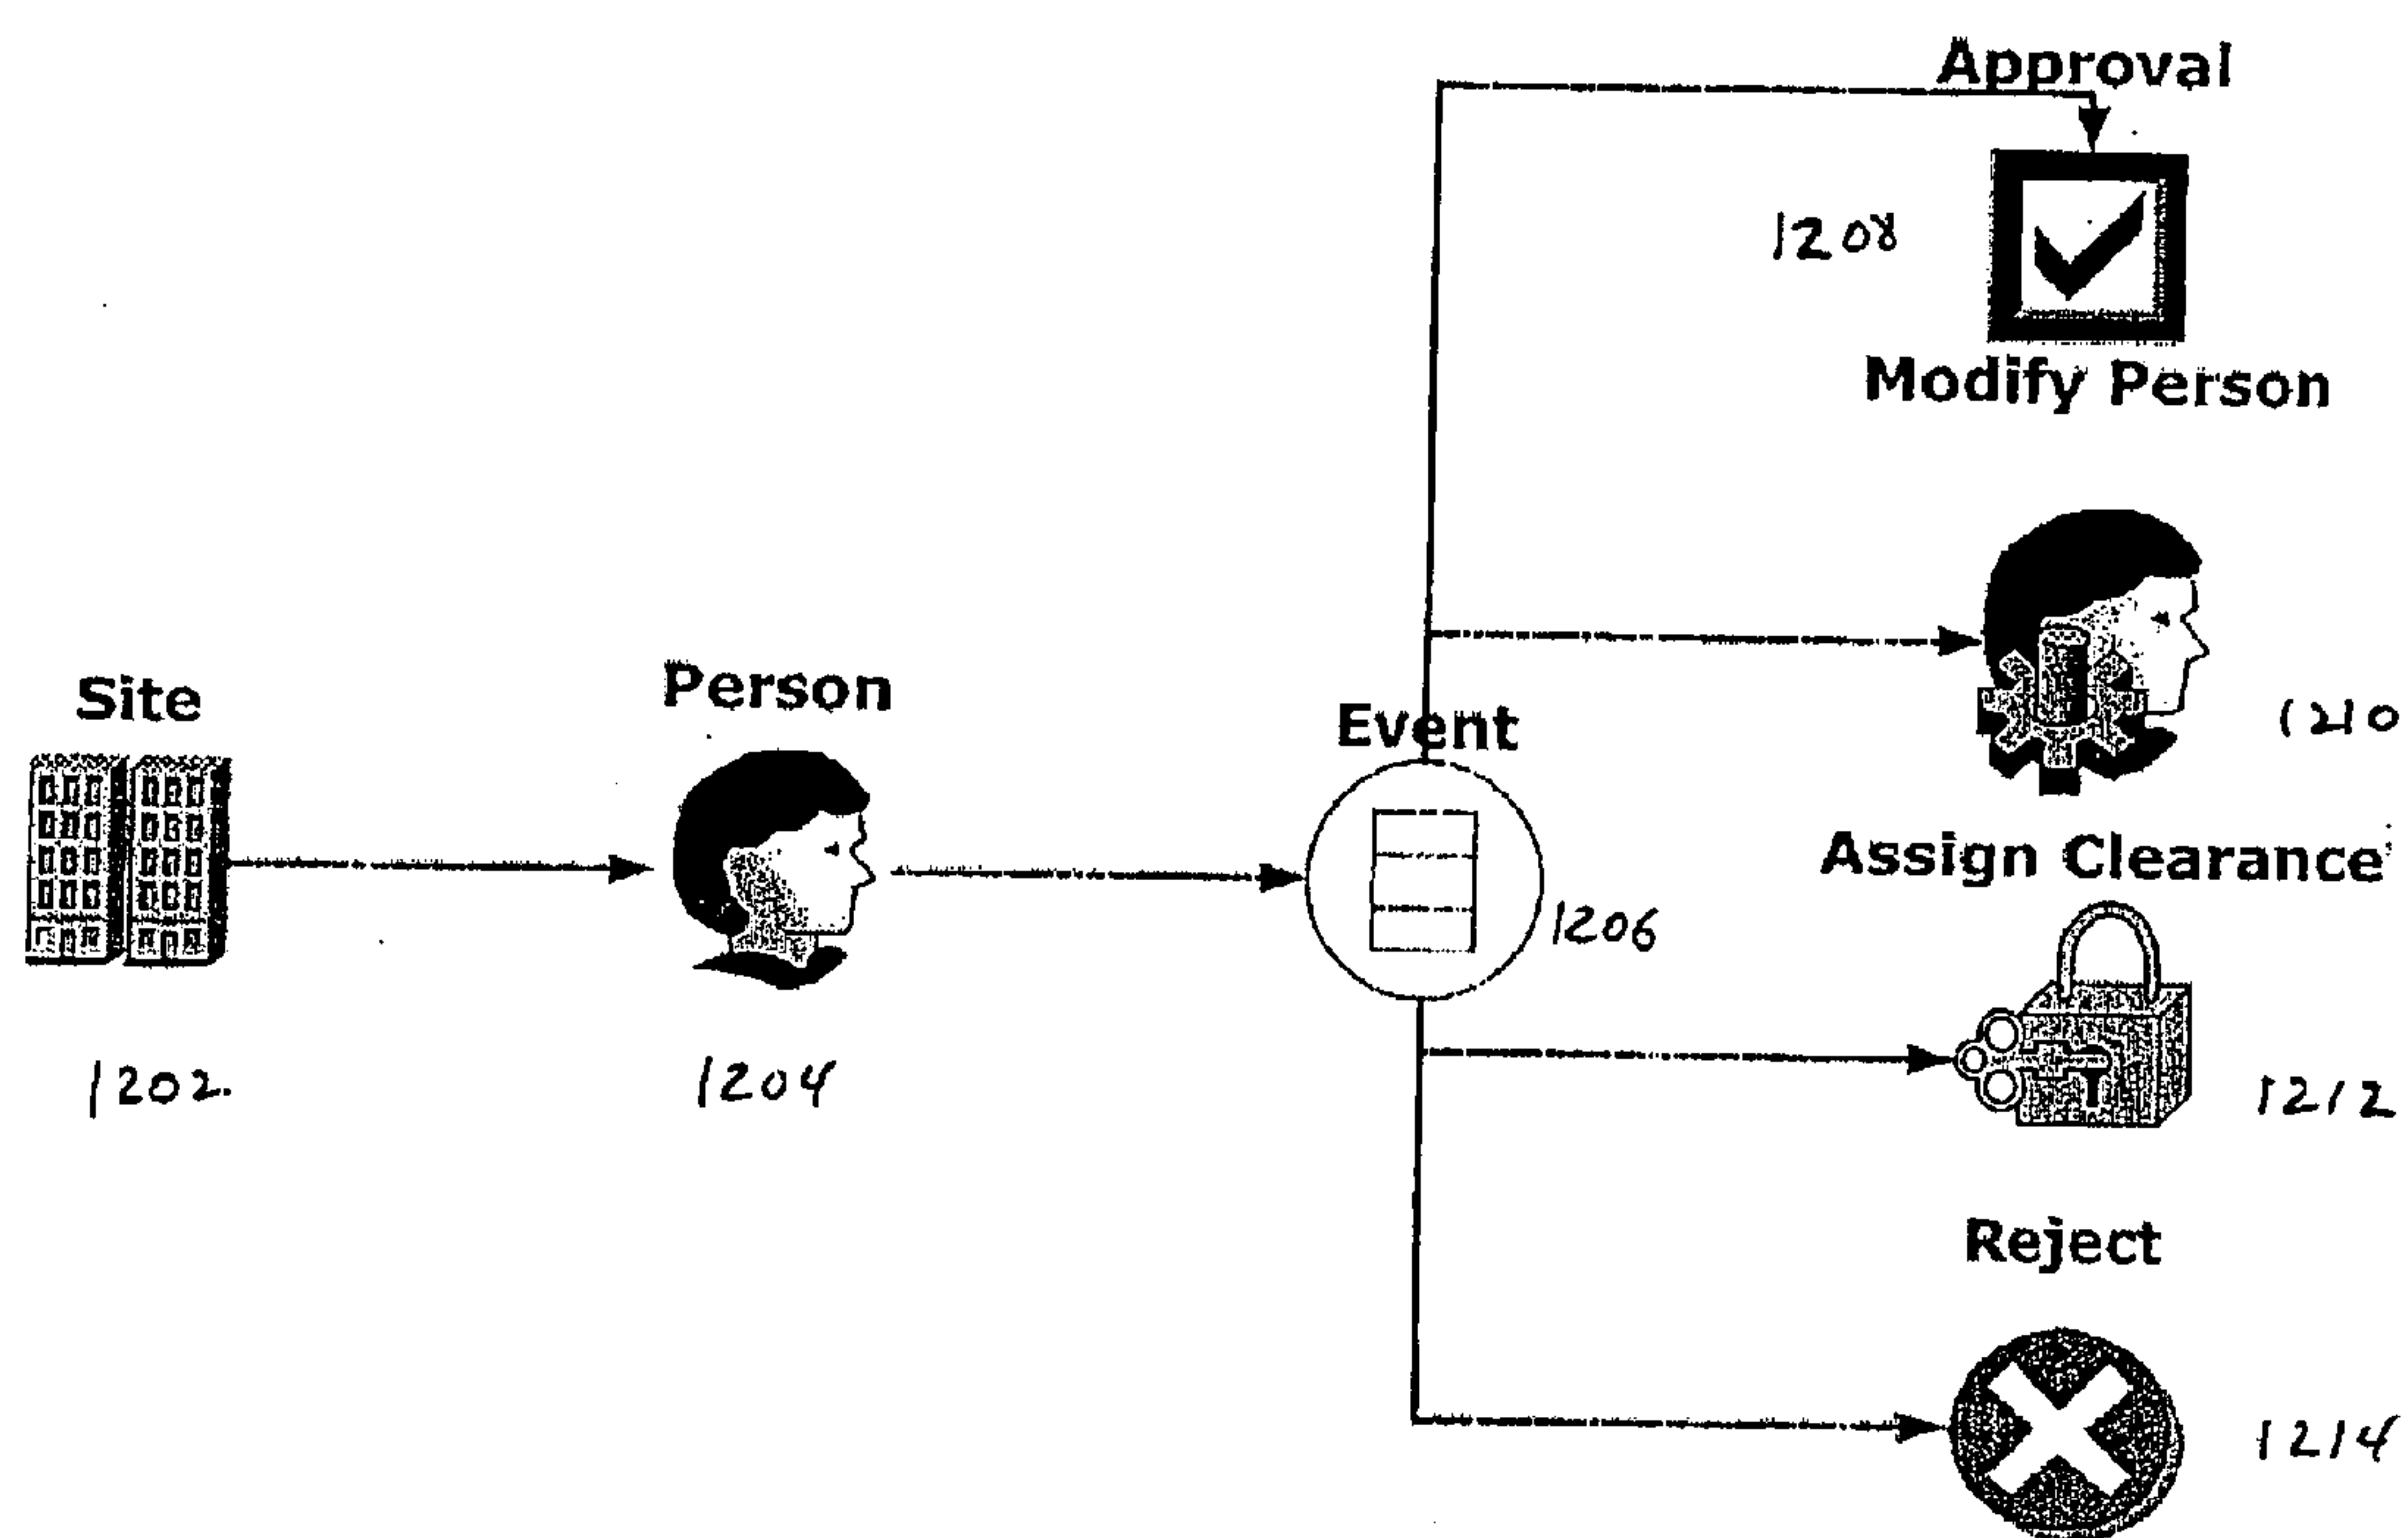 Approval
1208
Modify Person
1210
Site
Person
Event
1206
Assign Clearance
1202
1204
1212
Reject
1214